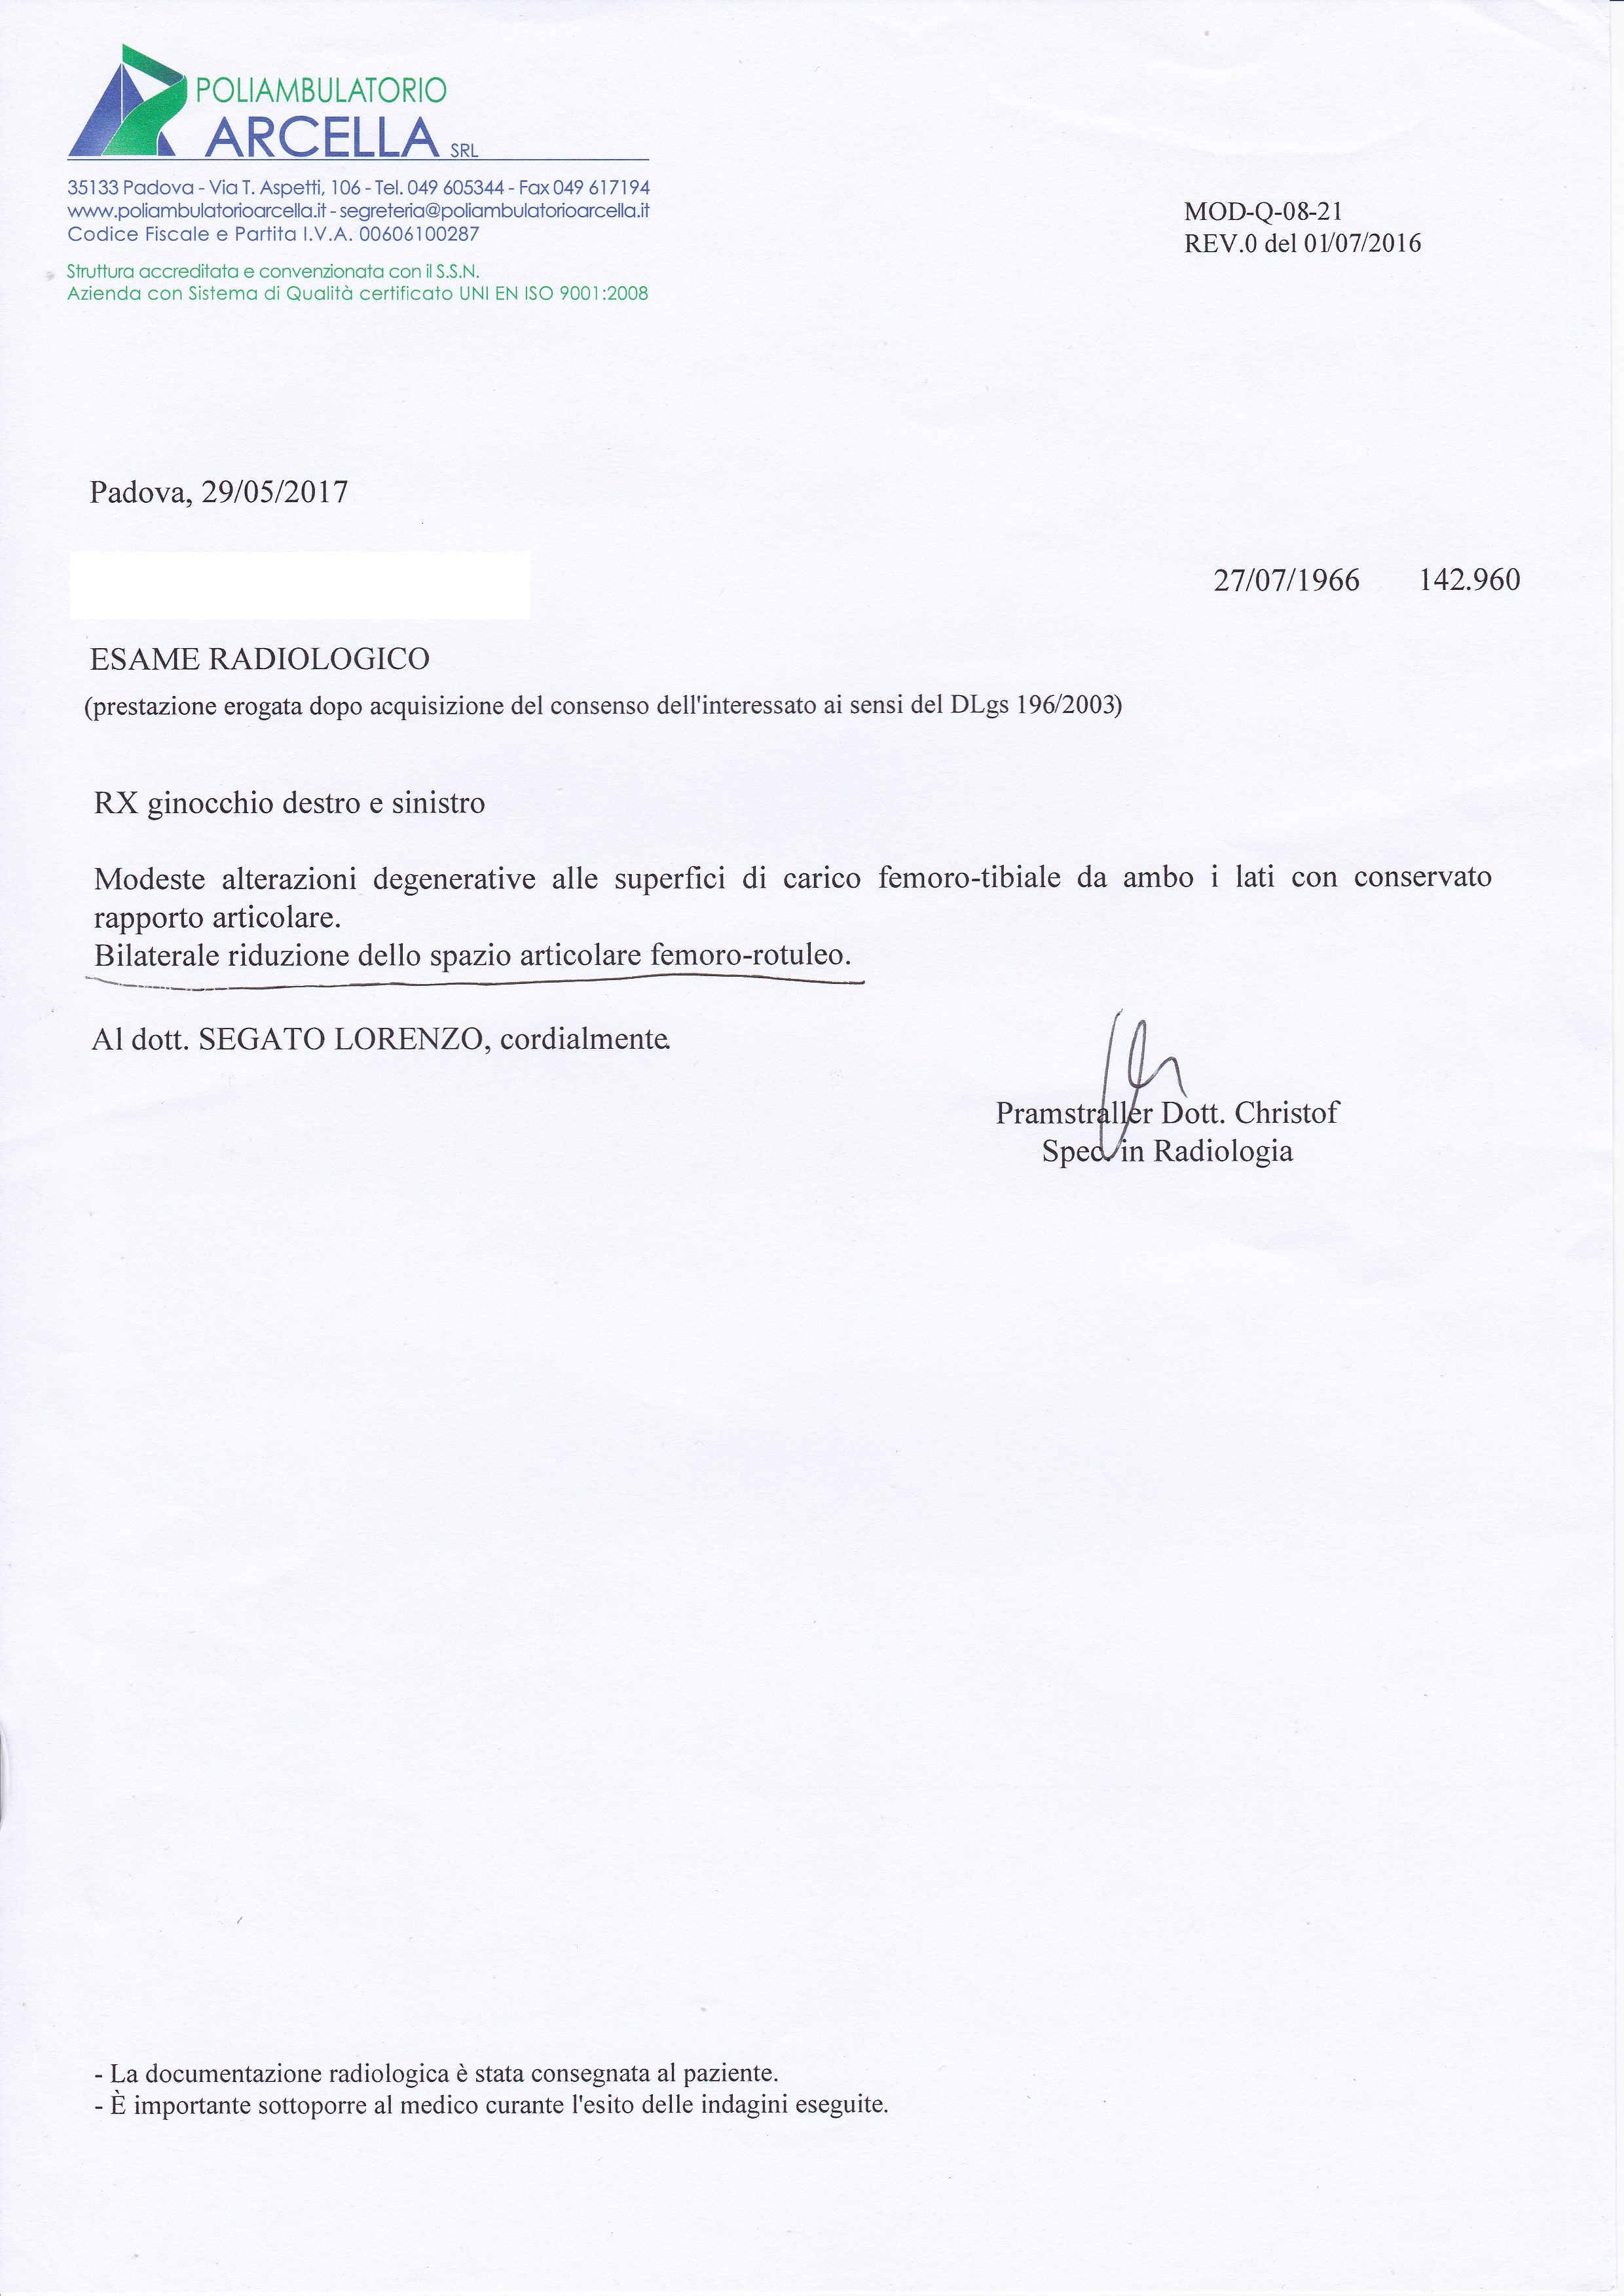 POLIAMBULATORIO
ARCELLA SRL
35133 Padova - Via T. Aspetti, 106 - Tel. 049 605344 - Fax 049 617194
www.poliambulatorioarcella.it - segreteria@poliambulatorioarcella.it
Codice Fiscale e Partita I.V.A. 00606100287
Struttura accreditata e convenzionata con il S.S.N.
Azienda con Sistema di Qualità certificato UNI EN ISO 9001:2008
MOD-Q-08-21
REV.0 del 01/07/2016
Padova, 29/05/2017
27/07/1966 142.960
ESAME RADIOLOGICO
(prestazione erogata dopo acquisizione del consenso dell'interessato ai sensi del DLgs 196/2003)
RX ginocchio destro e sinistro
Modeste alterazioni degenerative alle superfici di carico femoro-tibiale da ambo i lati con conservato
rapporto articolare.
Bilaterale riduzione dello spazio articolare femoro-rotuleo.
Al dott. SEGATO LORENZO, cordialmente.
Pramstraller Dott. Christof
Spec. in Radiologia
- La documentazione radiologica è stata consegnata al paziente.
- È importante sottoporre al medico curante l'esito delle indagini eseguite.